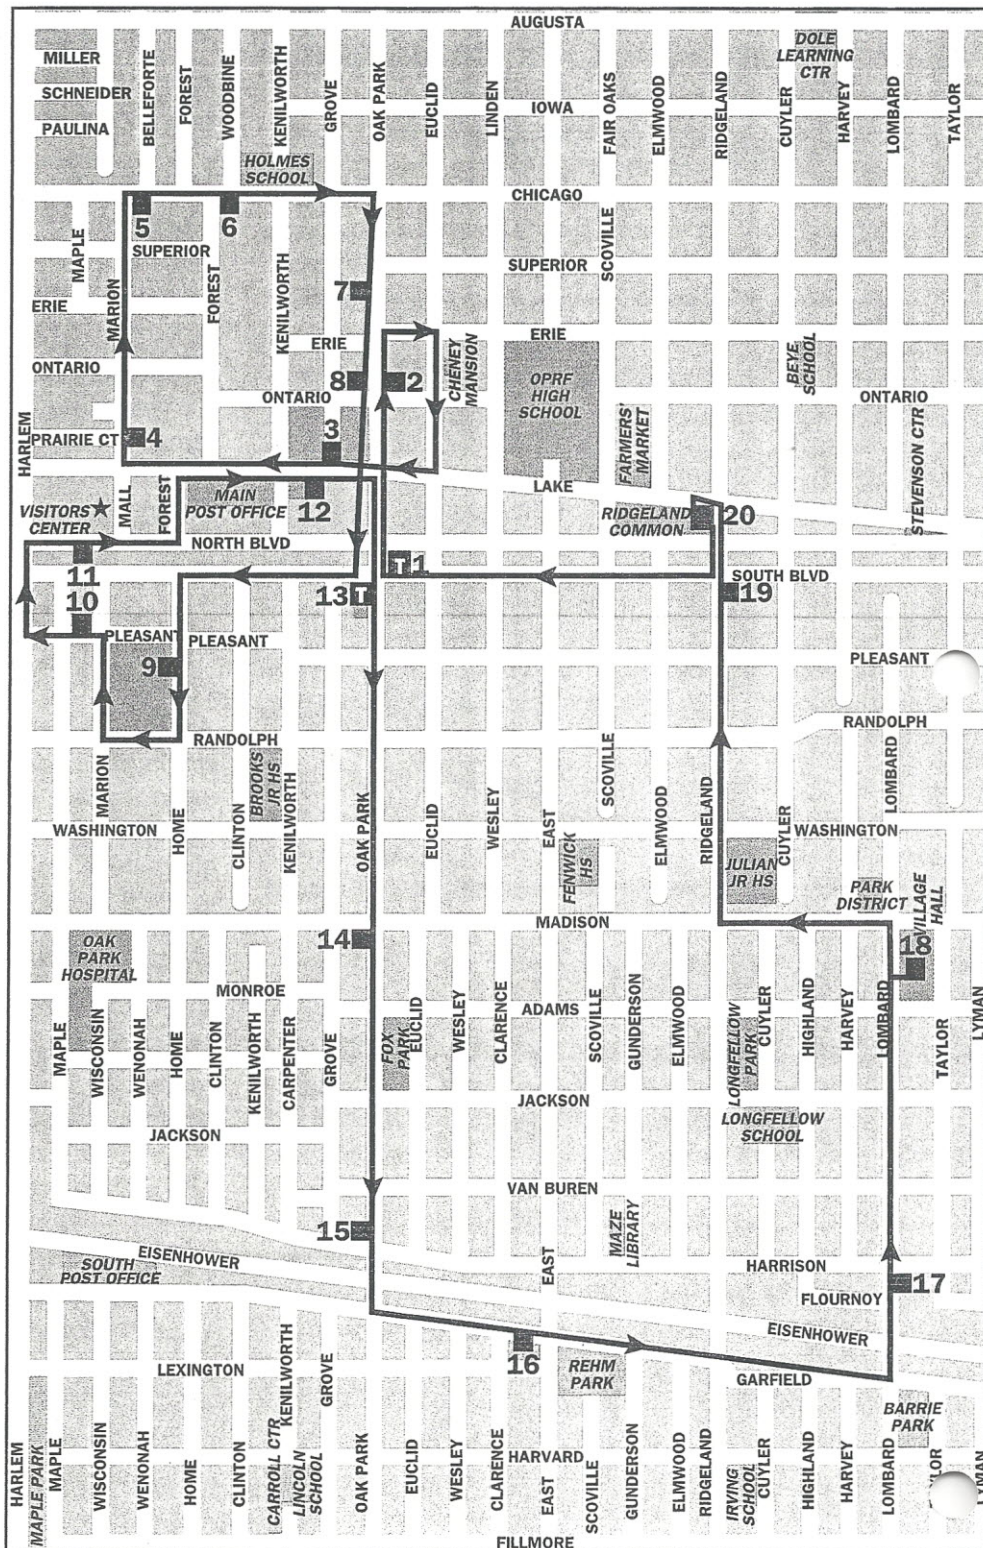 AUGUSTA
MILLER
SCHNEIDER
PAULINA
BELLEFORTE
FOREST
WOODBINE
KENILWORTH
GROVE
OAK PARK
EUCLID
LINDEN
IOWA
FAIR OAKS
ELMWOOD
RIDGELAND
DOLE
LEARNING
CTR
CUYLER
HARVEY
LOMBARD
TAYLOR
HOLMES
SCHOOL
CHICAGO
5
6
MAPLE
SUPERIOR
SUPERIOR
SCOVILLE
ERIE
MARION
FOREST
KENILWORTH
7
ERIE
ERIE
ONTARIO
8
2
CHENEY
MANSION
OPRF
HIGH
SCHOOL
BEYE
SCHOOL
ONTARIO
ONTARIO
HARLEM
PRAIRIE CT
4
3
FARMERS'
MARKET
STEVENSON CTR
VISITORS
CENTER
MALL
FOREST
MAIN
POST OFFICE
12
LAKE
RIDGELAND
COMMON
20
NORTH BLVD
11
10
T
1
13
T
SOUTH BLVD
19
PLEASANT
PLEASANT
9
PLEASANT
RANDOLPH
RANDOLPH
MARION
HOME
CLINTON
BROOKS
JR HS
KENILWORTH
OAK PARK
EUCLID
WESLEY
EAST
SCOVILLE
ELMWOOD
RIDGELAND
CUYLER
LOMBARD
WASHINGTON
WASHINGTON
FENWICK
HS
JULIAN
JR HS
PARK
DISTRICT
VILLAGE
HALL
MADISON
OAK
PARK
HOSPITAL
14
18
MONROE
ADAMS
MAPLE
WISCONSIN
WENONAH
HOME
CLINTON
KENILWORTH
CARPENTER
GROVE
FOX
PARK
EUCLID
WESLEY
CLARENCE
SCOVILLE
GUNDERSON
ELMWOOD
LONGFELLOW
PARK
CUYLER
HIGHLAND
HARVEY
LOMBARD
TAYLOR
LYMAN
JACKSON
JACKSON
LONGFELLOW
SCHOOL
VAN BUREN
15
EISENHOWER
SOUTH
POST OFFICE
EAST
MAZE
LIBRARY
HARRISON
FLOURNOY
17
EISENHOWER
16
LEXINGTON
REHM
PARK
GARFIELD
BARRIE
PARK
HARLEM
MAPLE PARK
MAPLE
WISCONSIN
WENONAH
HOME
CLINTON
CARROLL CTR
KENILWORTH
LINCOLN
SCHOOL
GROVE
OAK PARK
EUCLID
WESLEY
CLARENCE
HARVARD
EAST
SCOVILLE
GUNDERSON
ELMWOOD
RIDGELAND
IRVING
SCHOOL
CUYLER
HIGHLAND
HARVEY
LOMBARD
LYMAN
FILLMORE